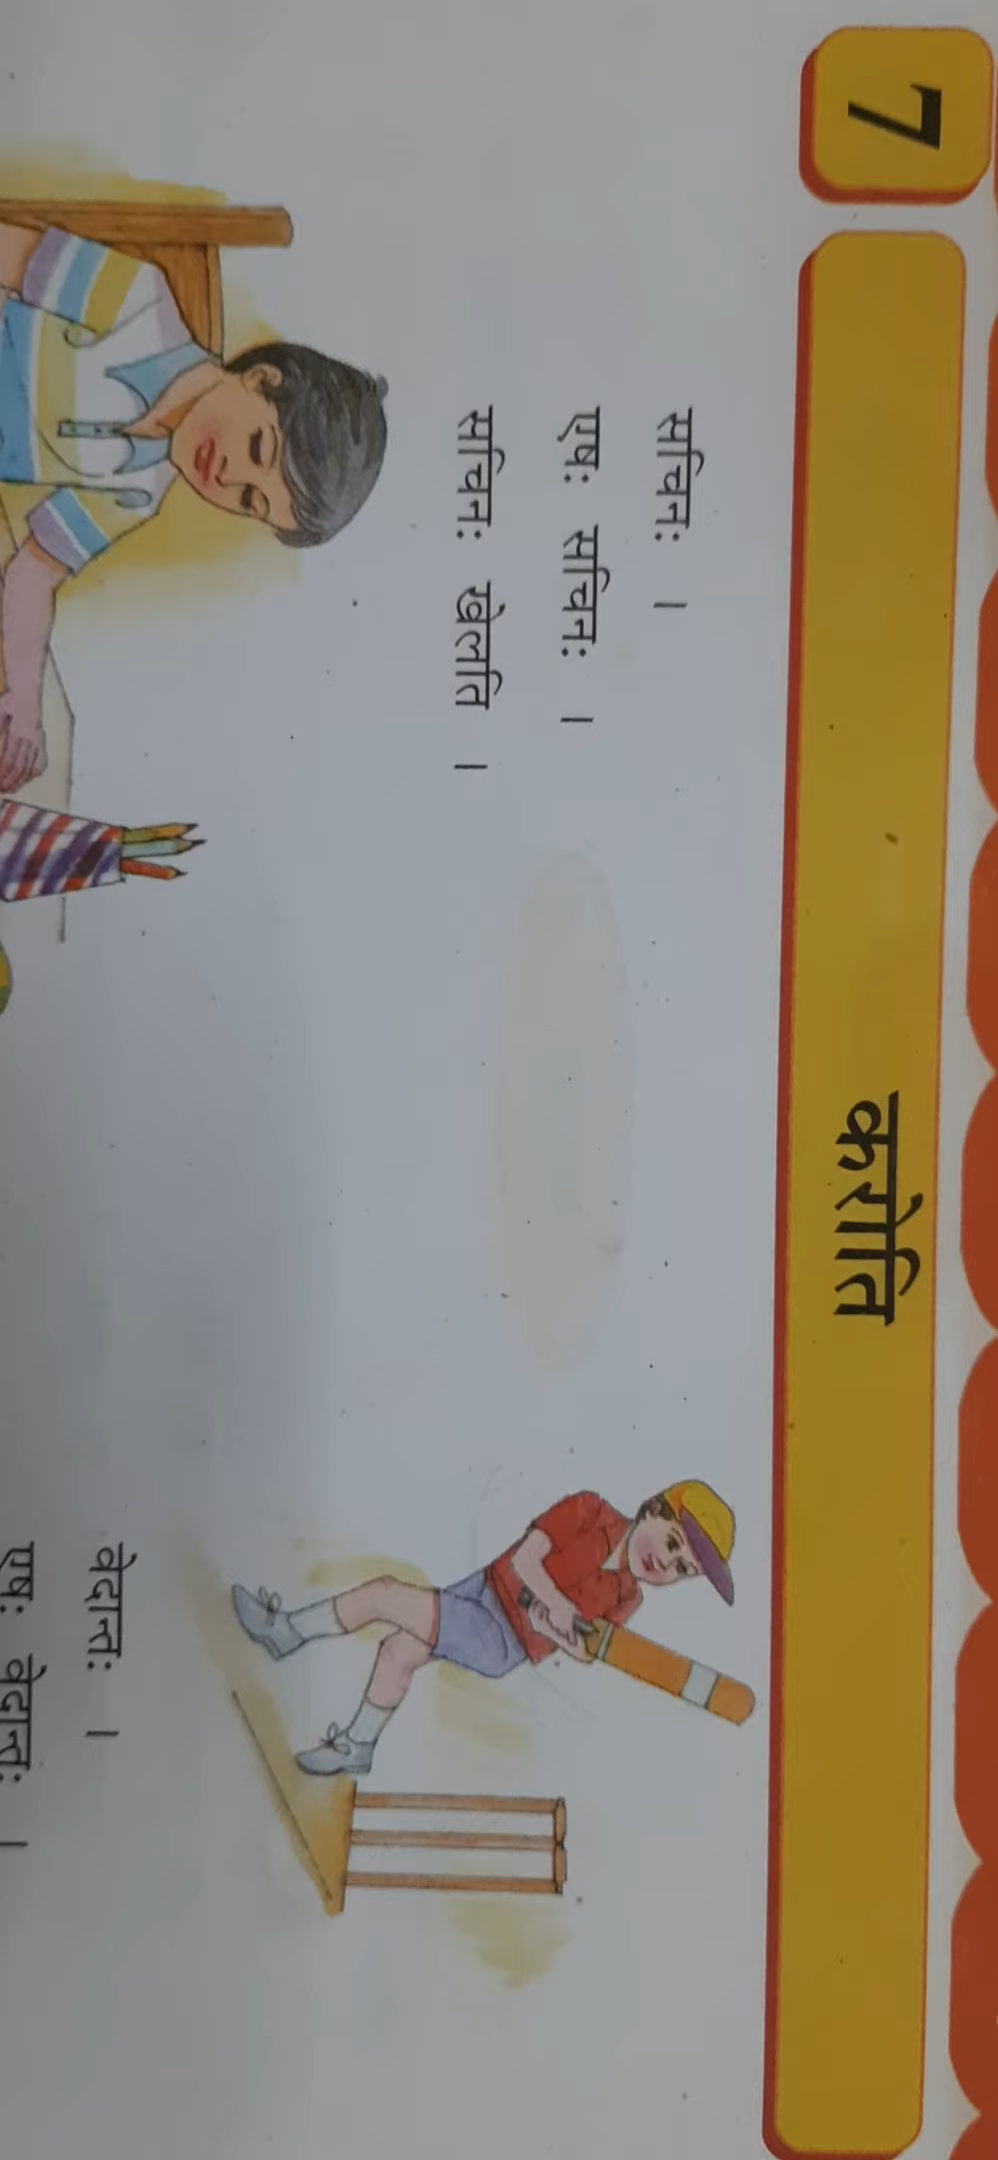 7
करोति
सचिनः ।
एषः सचिनः ।
सचिनः खेलति ।
वेदान्तः ।
एषः वेदान्तः ।